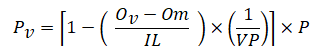 P_v = [1 − ( (O_v − Om) / IL ) × (1 / VP)] × P